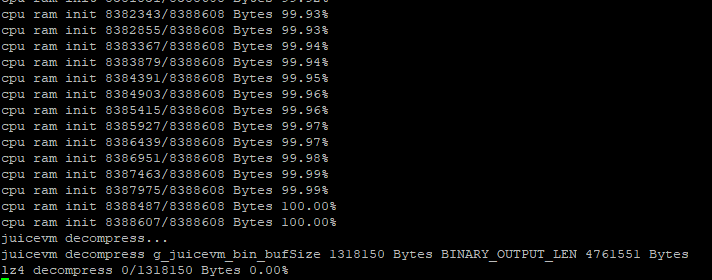 cpu ram init 8382343/8388608 Bytes 99.93%
cpu ram init 8382855/8388608 Bytes 99.93%
cpu ram init 8383367/8388608 Bytes 99.94%
cpu ram init 8383879/8388608 Bytes 99.94%
cpu ram init 8384391/8388608 Bytes 99.95%
cpu ram init 8384903/8388608 Bytes 99.96%
cpu ram init 8385415/8388608 Bytes 99.96%
cpu ram init 8385927/8388608 Bytes 99.97%
cpu ram init 8386439/8388608 Bytes 99.97%
cpu ram init 8386951/8388608 Bytes 99.98%
cpu ram init 8387463/8388608 Bytes 99.99%
cpu ram init 8387975/8388608 Bytes 99.99%
cpu ram init 8388487/8388608 Bytes 100.00%
cpu ram init 8388607/8388608 Bytes 100.00%
juicevm decompress...
juicevm decompress g_juicevm_bin_bufSize 1318150 Bytes BINARY_OUTPUT_LEN 4761551 Bytes
lz4 decompress 0/1318150 Bytes 0.00%